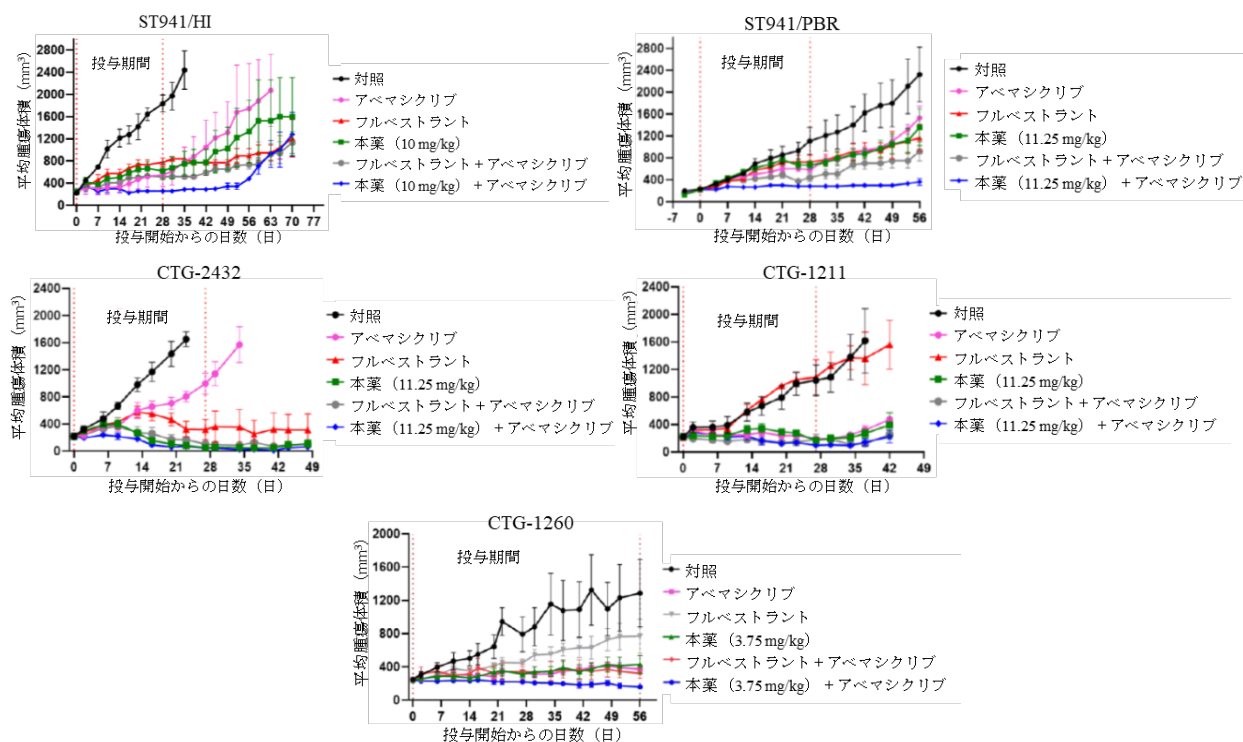 ST941/HI
平均腫瘍体積（mm³）
2800
2400
2000
1600
1200
800
400
0
投与期間
0 7 14 21 28 35 42 49 56 63 70 77
投与開始からの日数（日）
対照
アベマシクリブ
フルベストラント
本薬（10 mg/kg）
フルベストラント＋アベマシクリブ
本薬（10 mg/kg）＋アベマシクリブ
ST941/PBR
平均腫瘍体積（mm³）
2800
2400
2000
1600
1200
800
400
0
投与期間
-7 0 7 14 21 28 35 42 49 56
投与開始からの日数（日）
対照
アベマシクリブ
フルベストラント
本薬（11.25 mg/kg）
フルベストラント＋アベマシクリブ
本薬（11.25 mg/kg）＋アベマシクリブ
CTG-2432
平均腫瘍体積（mm³）
2400
2000
1600
1200
800
400
0
投与期間
0 7 14 21 28 35 42 49
投与開始からの日数（日）
対照
アベマシクリブ
フルベストラント
本薬（11.25 mg/kg）
フルベストラント＋アベマシクリブ
本薬（11.25 mg/kg）＋アベマシクリブ
CTG-1211
平均腫瘍体積（mm³）
2400
2000
1600
1200
800
400
0
投与期間
0 7 14 21 28 35 42 49
投与開始からの日数（日）
対照
アベマシクリブ
フルベストラント
本薬（11.25 mg/kg）
フルベストラント＋アベマシクリブ
本薬（11.25 mg/kg）＋アベマシクリブ
CTG-1260
平均腫瘍体積（mm³）
2000
1600
1200
800
400
0
投与期間
0 7 14 21 28 35 42 49 56
投与開始からの日数（日）
対照
アベマシクリブ
フルベストラント
本薬（3.75 mg/kg）
フルベストラント＋アベマシクリブ
本薬（3.75 mg/kg）＋アベマシクリブ